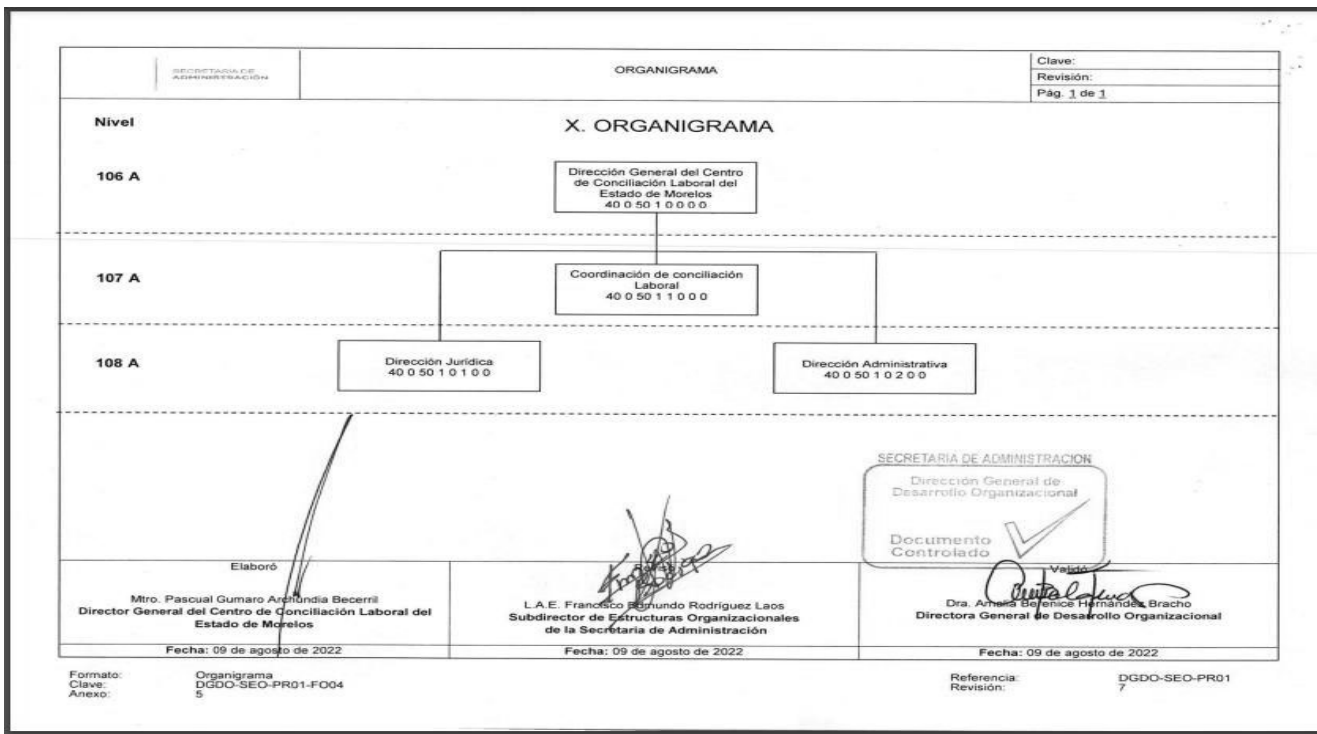 SECRETARIA DE
ADMINISTRACIÓN
ORGANIGRAMA
Clave:
Revisión:
Pág. 1 de 1
Nivel
X. ORGANIGRAMA
106 A
Dirección General del Centro
de Conciliación Laboral del
Estado de Morelos
40 0 50 1 0 0 0 0
107 A
Coordinación de conciliación
Laboral
40 0 50 1 1 0 0 0
108 A
Dirección Jurídica
40 0 50 1 0 1 0 0
Dirección Administrativa
40 0 50 1 0 2 0 0
SECRETARIA DE ADMINISTRACION
Dirección General de
Desarrollo Organizacional
Documento
Controlado
Elaboró
Mtro. Pascual Gumaro Archundia Becerril
Director General del Centro de Conciliación Laboral del
Estado de Morelos
Fecha: 09 de agosto de 2022
L.A.E. Francisco Edmundo Rodríguez Laos
Subdirector de Estructuras Organizacionales
de la Secretaría de Administración
Fecha: 09 de agosto de 2022
Validó
Dra. Amelia Berenice Hernández Bracho
Directora General de Desarrollo Organizacional
Fecha: 09 de agosto de 2022
Formato: Organigrama
Clave: DGDO-SEO-PR01-FO04
Anexo: 5
Referencia: DGDO-SEO-PR01
Revisión: 7